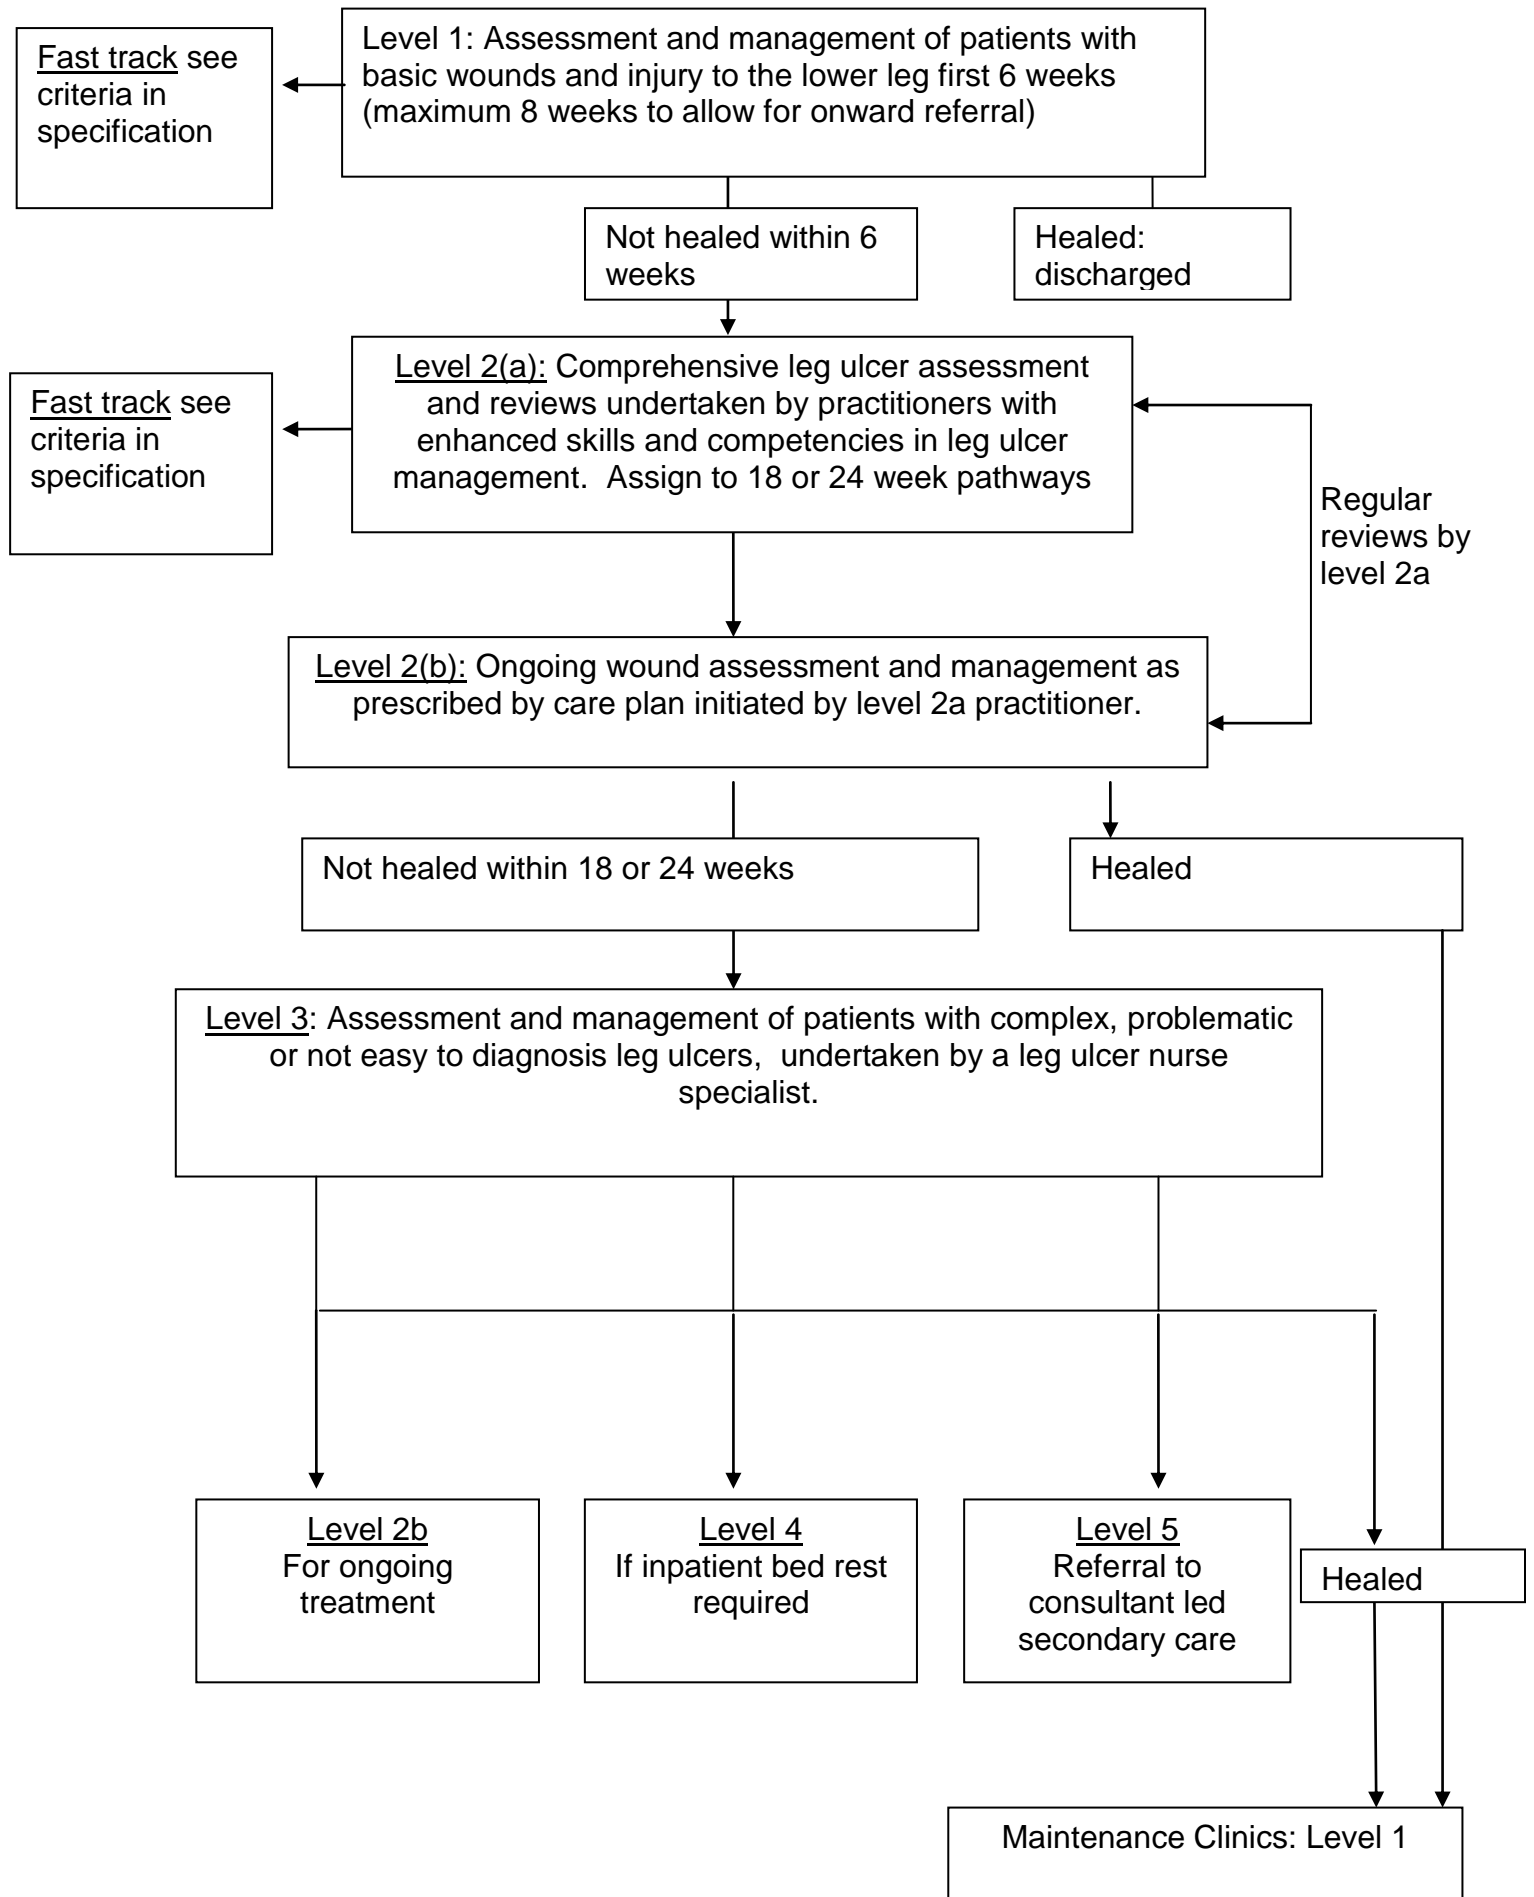 Fast track see
criteria in
specification
Level 1: Assessment and management of patients with
basic wounds and injury to the lower leg first 6 weeks
(maximum 8 weeks to allow for onward referral)
Not healed within 6
weeks
Healed:
discharged
Fast track see
criteria in
specification
Level 2(a): Comprehensive leg ulcer assessment
and reviews undertaken by practitioners with
enhanced skills and competencies in leg ulcer
management.  Assign to 18 or 24 week pathways
Regular
reviews by
level 2a
Level 2(b): Ongoing wound assessment and management as
prescribed by care plan initiated by level 2a practitioner.
Not healed within 18 or 24 weeks
Healed
Level 3: Assessment and management of patients with complex, problematic
or not easy to diagnosis leg ulcers,  undertaken by a leg ulcer nurse
specialist.
Level 2b
For ongoing
treatment
Level 4
If inpatient bed rest
required
Level 5
Referral to
consultant led
secondary care
Healed
Maintenance Clinics: Level 1